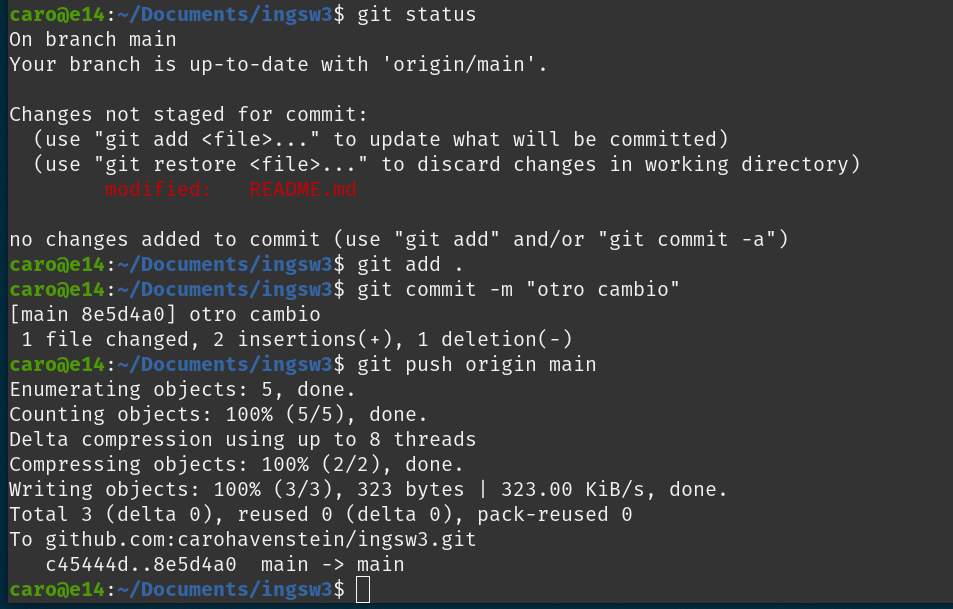 caro@e14:~/Documents/ingsw3$ git status
On branch main
Your branch is up-to-date with 'origin/main'.

Changes not staged for commit:
  (use "git add <file>..." to update what will be committed)
  (use "git restore <file>..." to discard changes in working directory)
        modified:   README.md

no changes added to commit (use "git add" and/or "git commit -a")
caro@e14:~/Documents/ingsw3$ git add .
caro@e14:~/Documents/ingsw3$ git commit -m "otro cambio"
[main 8e5d4a0] otro cambio
 1 file changed, 2 insertions(+), 1 deletion(-)
caro@e14:~/Documents/ingsw3$ git push origin main
Enumerating objects: 5, done.
Counting objects: 100% (5/5), done.
Delta compression using up to 8 threads
Compressing objects: 100% (2/2), done.
Writing objects: 100% (3/3), 323 bytes | 323.00 KiB/s, done.
Total 3 (delta 0), reused 0 (delta 0), pack-reused 0
To github.com:carohavenstein/ingsw3.git
   c45444d..8e5d4a0  main -> main
caro@e14:~/Documents/ingsw3$